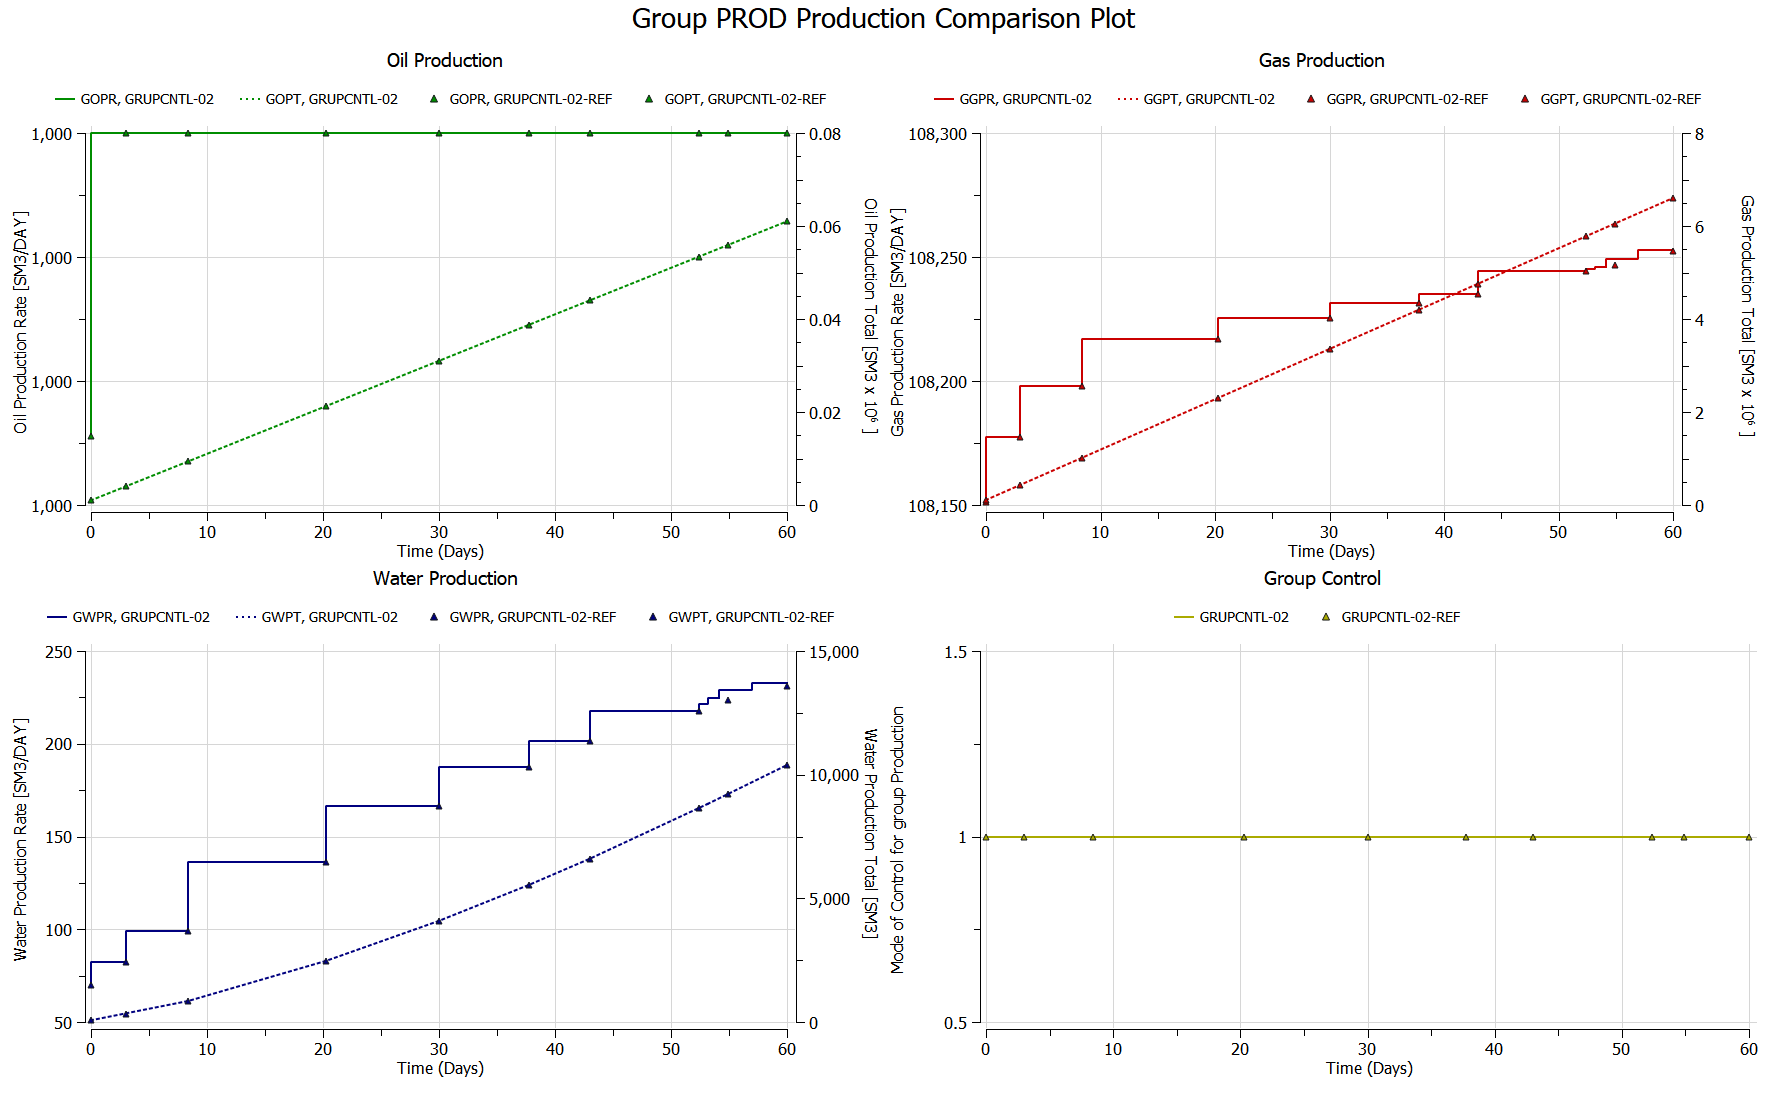 Group PROD Production Comparison Plot
Oil Production
GOPR, GRUPCNTL-02 GOPT, GRUPCNTL-02 GOPR, GRUPCNTL-02-REF GOPT, GRUPCNTL-02-REF
1,000
1,000
1,000
1,000
Oil Production Rate [SM3/DAY]
0.08
0.06
0.04
0.02
0
Oil Production Total [SM3 x 10⁶ ]
0 10 20 30 40 50 60
Time (Days)
Gas Production
GGPR, GRUPCNTL-02 GGPT, GRUPCNTL-02 GGPR, GRUPCNTL-02-REF GGPT, GRUPCNTL-02-REF
108,300
108,250
108,200
108,150
Gas Production Rate [SM3/DAY]
8
6
4
2
0
Gas Production Total [SM3 x 10⁶ ]
0 10 20 30 40 50 60
Time (Days)
Water Production
GWPR, GRUPCNTL-02 GWPT, GRUPCNTL-02 GWPR, GRUPCNTL-02-REF GWPT, GRUPCNTL-02-REF
250
200
150
100
50
Water Production Rate [SM3/DAY]
15,000
10,000
5,000
0
Water Production Total [SM3]
0 10 20 30 40 50 60
Time (Days)
Group Control
GRUPCNTL-02 GRUPCNTL-02-REF
1.5
1
0.5
Mode of Control for group Production
0 10 20 30 40 50 60
Time (Days)